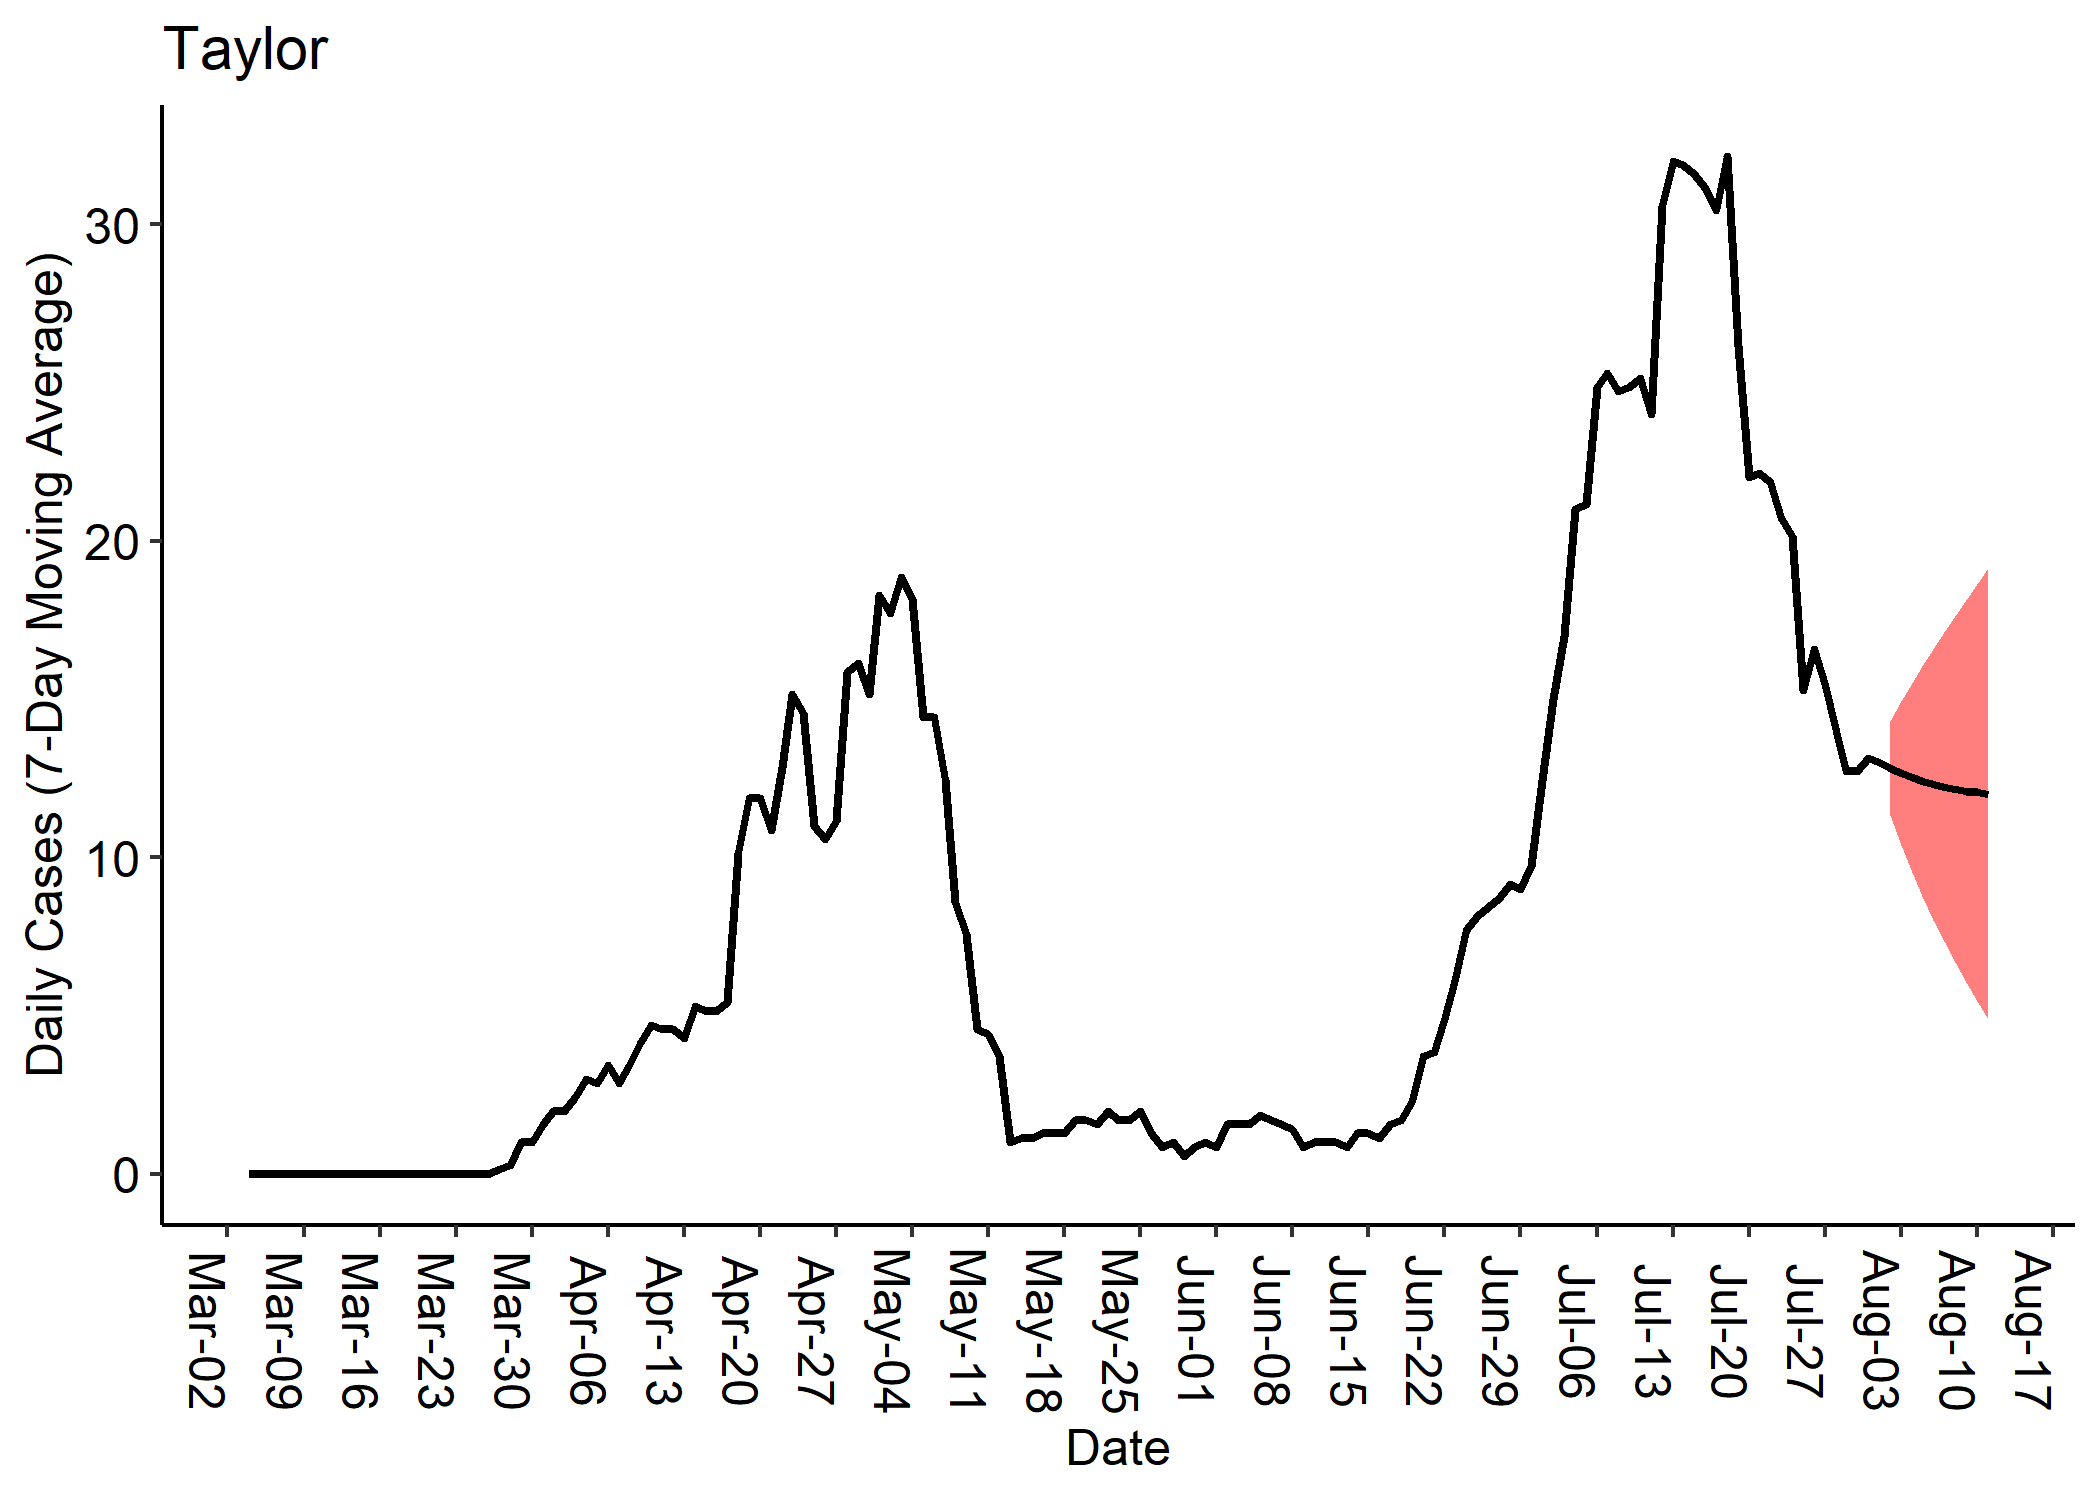 Taylor
Daily Cases (7-Day Moving Average)
30
20
10
0
Mar-02
Mar-09
Mar-16
Mar-23
Mar-30
Apr-06
Apr-13
Apr-20
Apr-27
May-04
May-11
May-18
May-25
Jun-01
Jun-08
Jun-15
Jun-22
Jun-29
Jul-06
Jul-13
Jul-20
Jul-27
Aug-03
Aug-10
Aug-17
Date